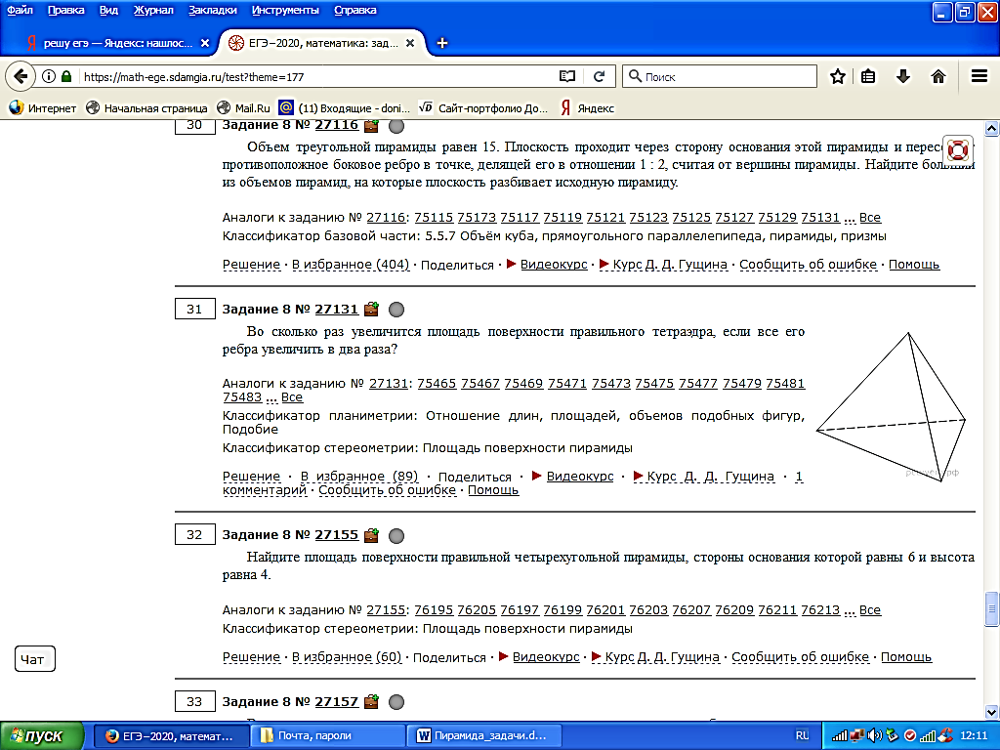 Файл Правка Вид Журнал Закладки Инструменты Справка
решу егэ — Яндекс: нашлос... ЕГЭ−2020, математика: зад...
https://math-ege.sdamgia.ru/test?theme=177 Поиск
Интернет Начальная страница Mail.Ru (11) Входящие - doni... Сайт-портфолио До... Яндекс
30 Задание 8 № 27116
Объем треугольной пирамиды равен 15. Плоскость проходит через сторону основания этой пирамиды и
противоположное боковое ребро в точке, делящей его в отношении 1 : 2, считая от вершины пирамиды. Найдите
из объемов пирамид, на которые плоскость разбивает исходную пирамиду.
Аналоги к заданию № 27116: 75115 75173 75117 75119 75121 75123 75125 75127 75129 75131 ... Все
Классификатор базовой части: 5.5.7 Объём куба, прямоугольного параллелепипеда, пирамиды, призмы
Решение · В избранное (404) · Поделиться · Видеокурс · Курс Д. Д. Гущина · Сообщить об ошибке · Помощь
31 Задание 8 № 27131
Во сколько раз увеличится площадь поверхности правильного тетраэдра, если все его
ребра увеличить в два раза?
Аналоги к заданию № 27131: 75465 75467 75469 75471 75473 75475 75477 75479 75481
75483 ... Все
Классификатор планиметрии: Отношение длин, площадей, объемов подобных фигур,
Подобие
Классификатор стереометрии: Площадь поверхности пирамиды
Решение · В избранное (89) · Поделиться · Видеокурс · Курс Д. Д. Гущина · 1
комментарий · Сообщить об ошибке · Помощь
32 Задание 8 № 27155
Найдите площадь поверхности правильной четырехугольной пирамиды, стороны основания которой равны 6 и высота
равна 4.
Аналоги к заданию № 27155: 76195 76205 76197 76199 76201 76203 76207 76209 76211 76213 ... Все
Классификатор стереометрии: Площадь поверхности пирамиды
Чат
Решение · В избранное (60) · Поделиться · Видеокурс · Курс Д. Д. Гущина · Сообщить об ошибке · Помощь
33 Задание 8 № 27157
пуск ЕГЭ−2020, математ... Почта, пароли Пирамида_задачи.d... RU 12:11